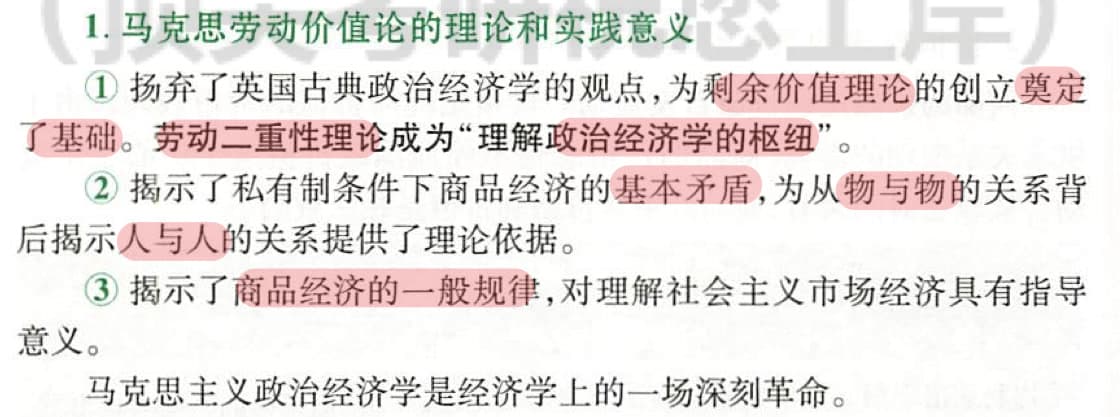 1. 马克思劳动价值论的理论和实践意义
① 扬弃了英国古典政治经济学的观点,为剩余价值理论的创立奠定
了基础。劳动二重性理论成为“理解政治经济学的枢纽”。
② 揭示了私有制条件下商品经济的基本矛盾,为从物与物的关系背
后揭示人与人的关系提供了理论依据。
③ 揭示了商品经济的一般规律,对理解社会主义市场经济具有指导
意义。
马克思主义政治经济学是经济学上的一场深刻革命。